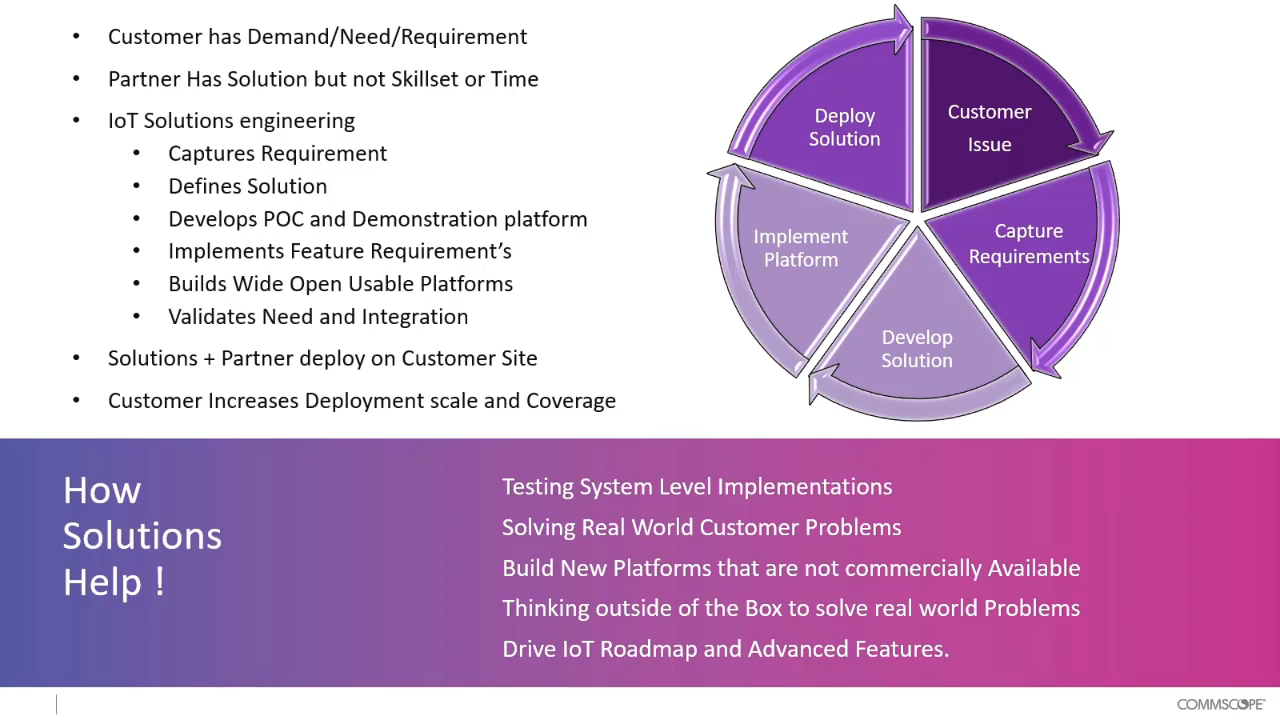 Customer has Demand/Need/Requirement
Partner Has Solution but not Skillset or Time
IoT Solutions engineering
Captures Requirement
Defines Solution
Develops POC and Demonstration platform
Implements Feature Requirement’s
Builds Wide Open Usable Platforms
Validates Need and Integration
Solutions + Partner deploy on Customer Site
Customer Increases Deployment scale and Coverage
Customer
Issue
Capture
Requirements
Develop
Solution
Implement
Platform
Deploy
Solution
How
Solutions
Help !
Testing System Level Implementations
Solving Real World Customer Problems
Build New Platforms that are not commercially Available
Thinking outside of the Box to solve real world Problems
Drive IoT Roadmap and Advanced Features.
COMMSCOPE®